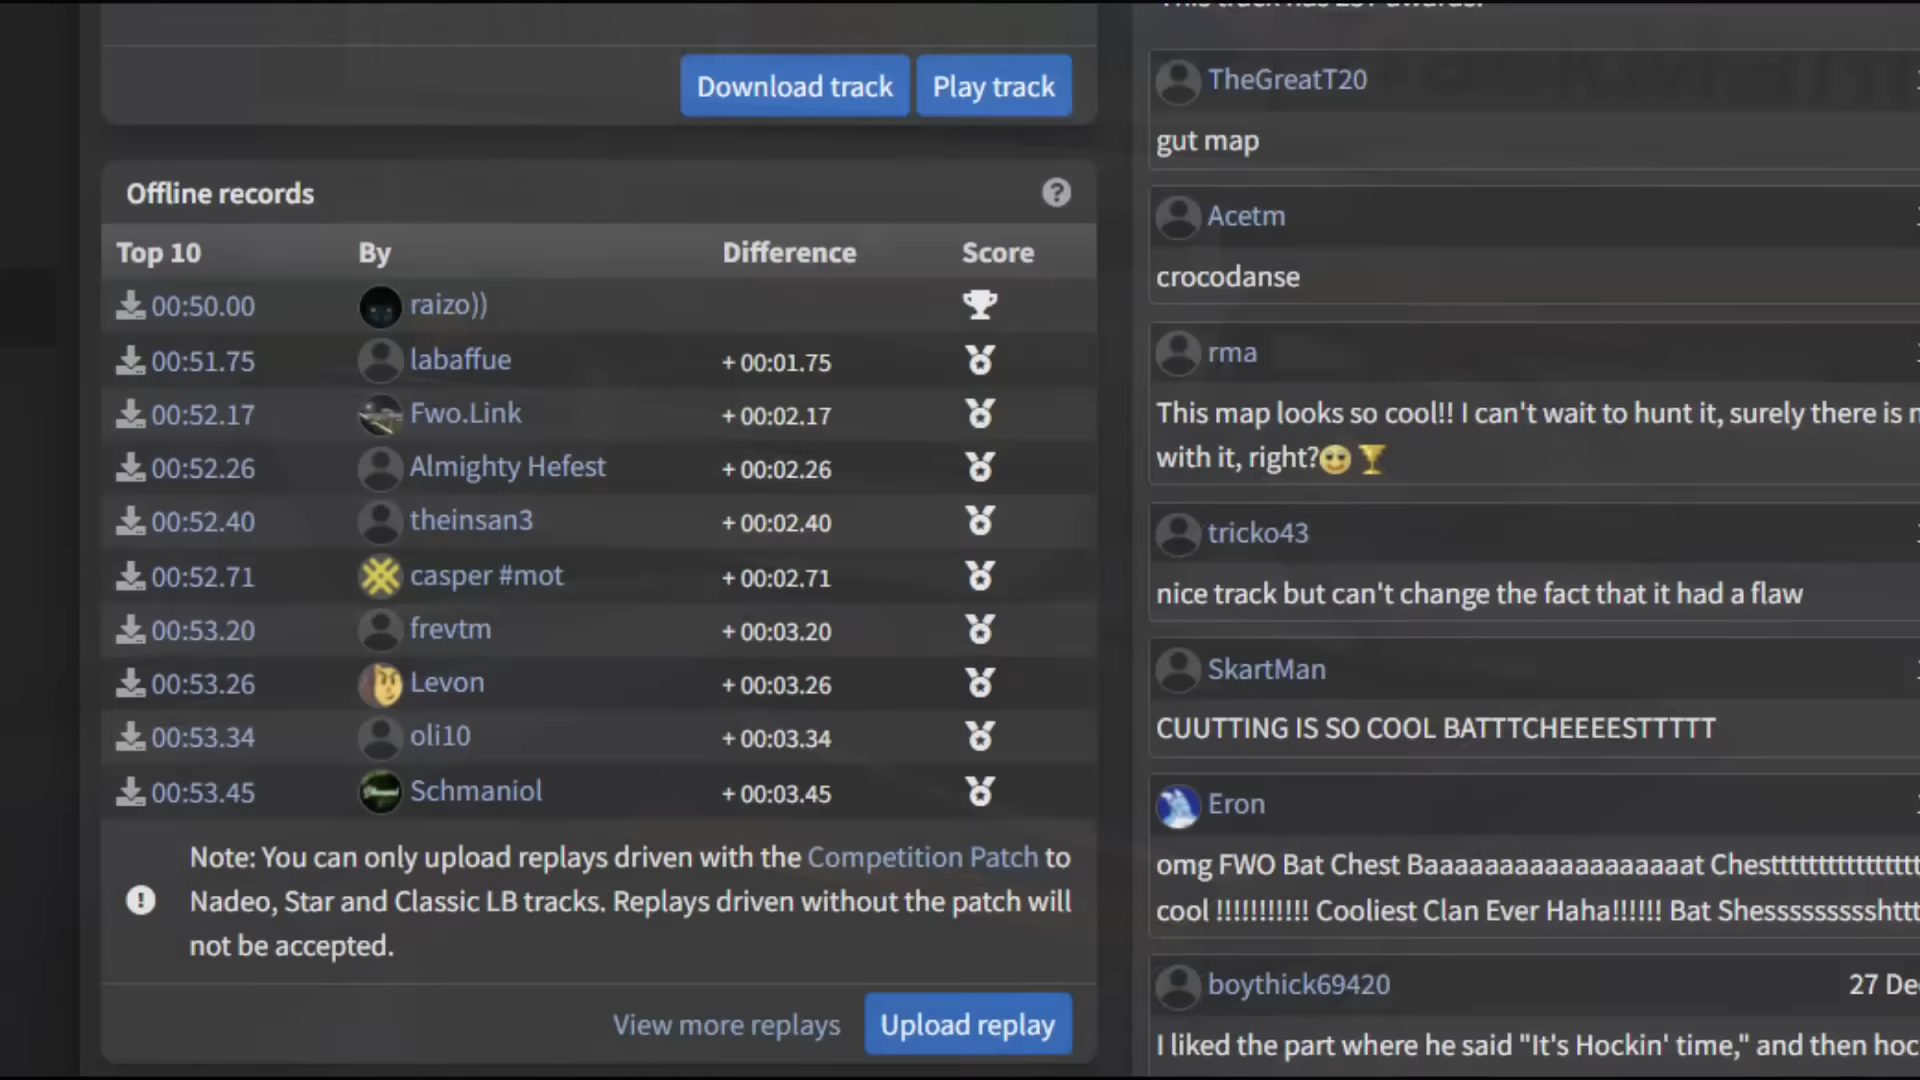 This track has 237 awards.
Download track
Play track
Offline records
Top 10 By Difference Score
00:50.00 raizo))
00:51.75 labaffue + 00:01.75
00:52.17 Fwo.Link + 00:02.17
00:52.26 Almighty Hefest + 00:02.26
00:52.40 theinsan3 + 00:02.40
00:52.71 casper #mot + 00:02.71
00:53.20 frevtm + 00:03.20
00:53.26 Levon + 00:03.26
00:53.34 oli10 + 00:03.34
00:53.45 Schmaniol + 00:03.45
Note: You can only upload replays driven with the Competition Patch to
Nadeo, Star and Classic LB tracks. Replays driven without the patch will
not be accepted.
View more replays
Upload replay
TheGreatT20
gut map
Acetm
crocodanse
rma
This map looks so cool!! I can't wait to hunt it, surely there is
with it, right?
tricko43
nice track but can't change the fact that it had a flaw
SkartMan
CUUTTING IS SO COOL BATTTCHEEEESTTTTT
Eron
omg FWO Bat Chest Baaaaaaaaaaaaaaaaat Chesttttttttttttttttt
cool !!!!!!!!!!! Cooliest Clan Ever Haha!!!!!! Bat Shesssssssssshttt
boythick69420
27 De
I liked the part where he said "It's Hockin' time," and then hoc